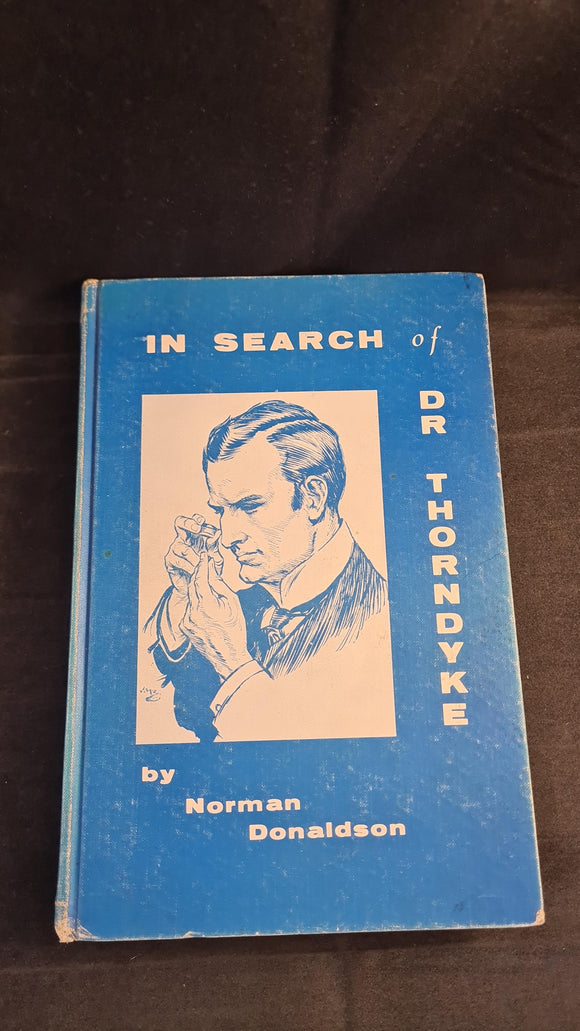 IN SEARCH of
DR THORNDYKE
by
Norman
Donaldson